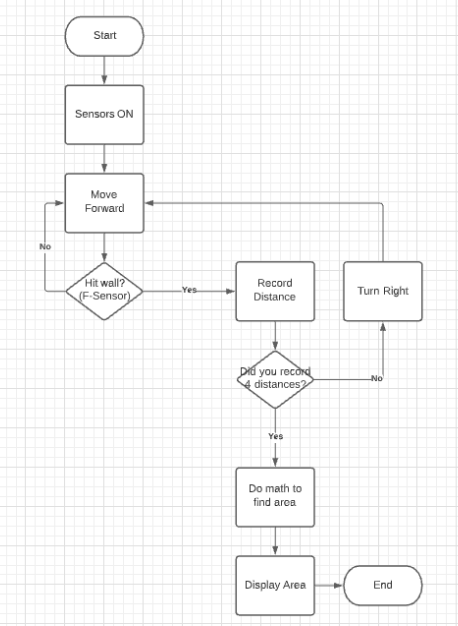 Start
Sensors ON
Move
Forward
No
Hit wall?
(F-Sensor)
Yes
Record
Distance
Turn Right
Did you record
4 distances?
No
Yes
Do math to
find area
Display Area
End